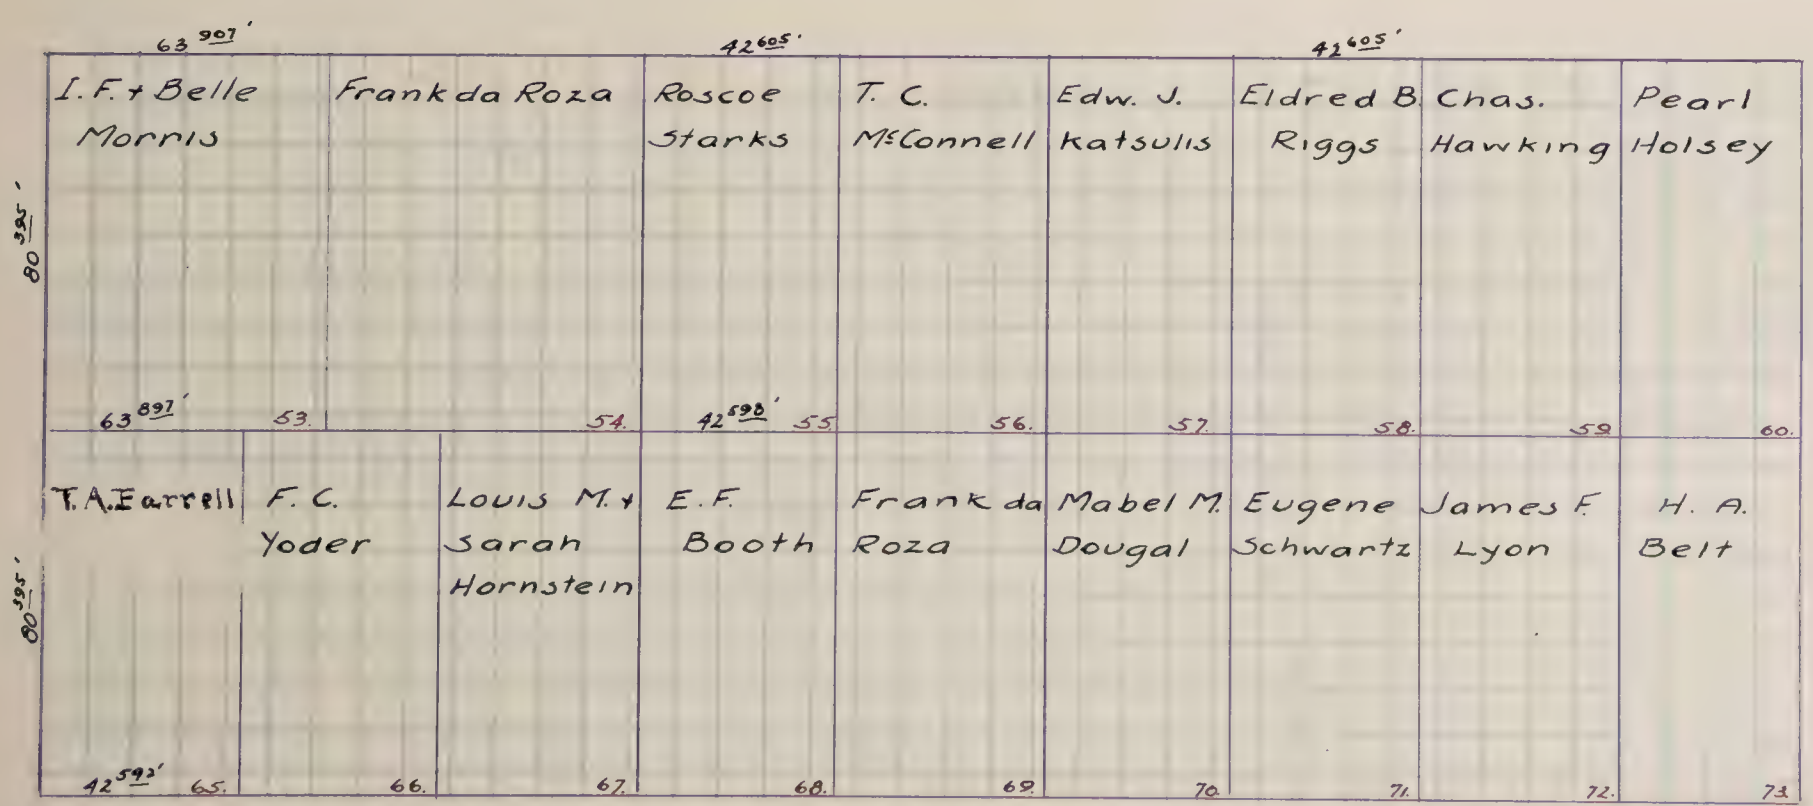 63 907' 42 605' 42 605'
I. F. + Belle Morris
Frank da Roza
Roscoe Starks
T. C. McConnell
Edw. J. Katsulis
Eldred B. Riggs
Chas. Hawking
Pearl Holsey
80 395'
63 897' 53. 54. 42 598' 55. 56. 57. 58. 59. 60.
T. A. Farrell
F. C.
Yoder
Louis M. +
Sarah
Hornstein
E. F.
Booth
Frank da
Roza
Mabel M.
Dougal
Eugene
Schwartz
James F.
Lyon
H. A.
Belt
80 395'
42 592' 65. 66. 67. 68. 69. 70. 71. 72. 73.